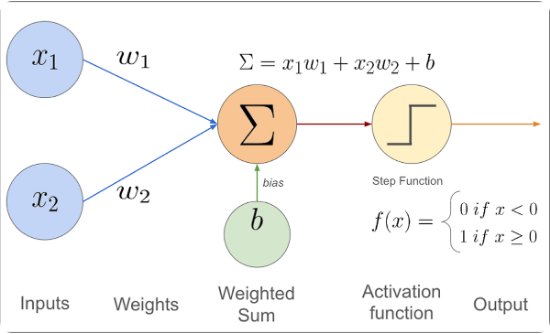 x₁
w₁
Σ = x₁w₁ + x₂w₂ + b
Σ
x₂
w₂
bias
Step Function
b
f(x) = { 0 if x < 0
1 if x ≥ 0
Inputs
Weights
Weighted
Sum
Activation
function
Output